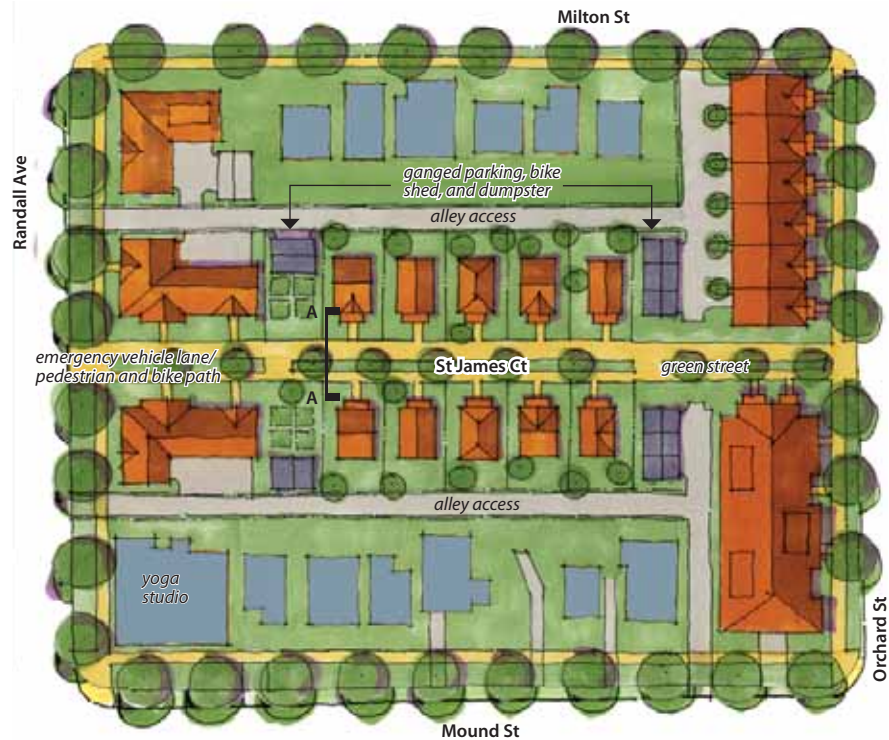 Milton St
Randall Ave
ganged parking, bike
shed, and dumpster
alley access
A
emergency vehicle lane/
pedestrian and bike path
St James Ct
green street
A
alley access
yoga
studio
Orchard St
Mound St